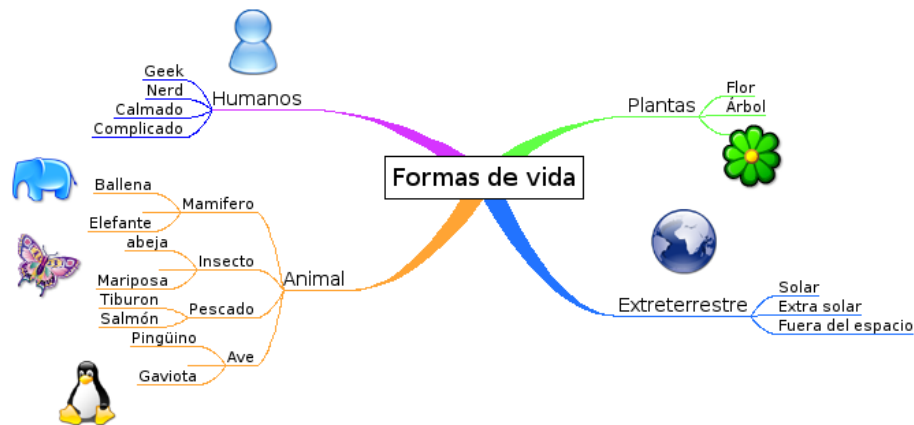 Formas de vida
Humanos
Geek
Nerd
Calmado
Complicado
Animal
Mamifero
Ballena
Elefante
Insecto
abeja
Mariposa
Pescado
Tiburon
Salmón
Ave
Pingüino
Gaviota
Plantas
Flor
Árbol
Extreterrestre
Solar
Extra solar
Fuera del espacio